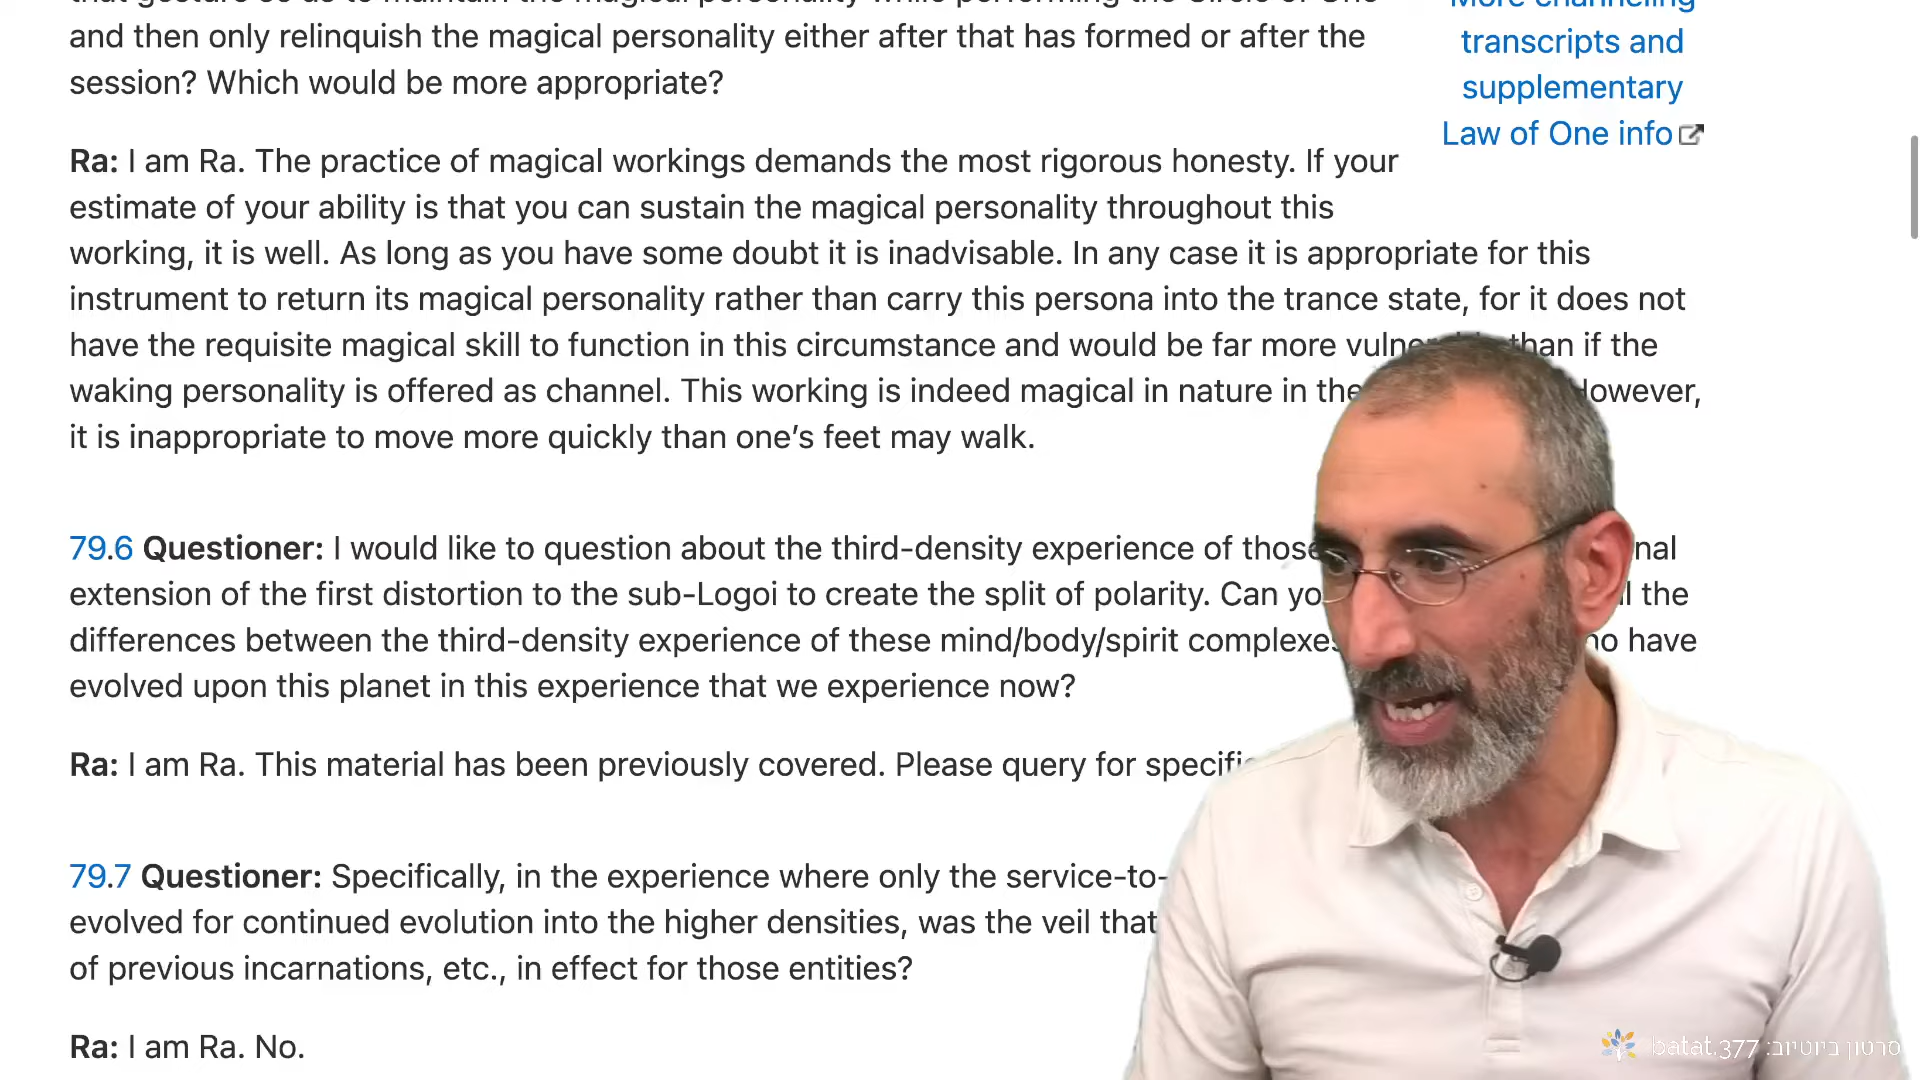 and then only relinquish the magical personality either after that has formed or after the
session? Which would be more appropriate?
transcripts and
supplementary
Law of One info
Ra: I am Ra. The practice of magical workings demands the most rigorous honesty. If your
estimate of your ability is that you can sustain the magical personality throughout this
working, it is well. As long as you have some doubt it is inadvisable. In any case it is appropriate for this
instrument to return its magical personality rather than carry this persona into the trance state, for it does not
have the requisite magical skill to function in this circumstance and would be far more than if the
waking personality is offered as channel. This working is indeed magical in nature in the
it is inappropriate to move more quickly than one's feet may walk.
79.6 Questioner: I would like to question about the third-density experience of
extension of the first distortion to the sub-Logoi to create the split of polarity. Can the
differences between the third-density experience of these mind/body/spirit have
evolved upon this planet in this experience that we experience now?
Ra: I am Ra. This material has been previously covered. Please query for
79.7 Questioner: Specifically, in the experience where only the service-to-
evolved for continued evolution into the higher densities, was the veil that
of previous incarnations, etc., in effect for those entities?
Ra: I am Ra. No.
סרטון ביוטיוב: batat.377